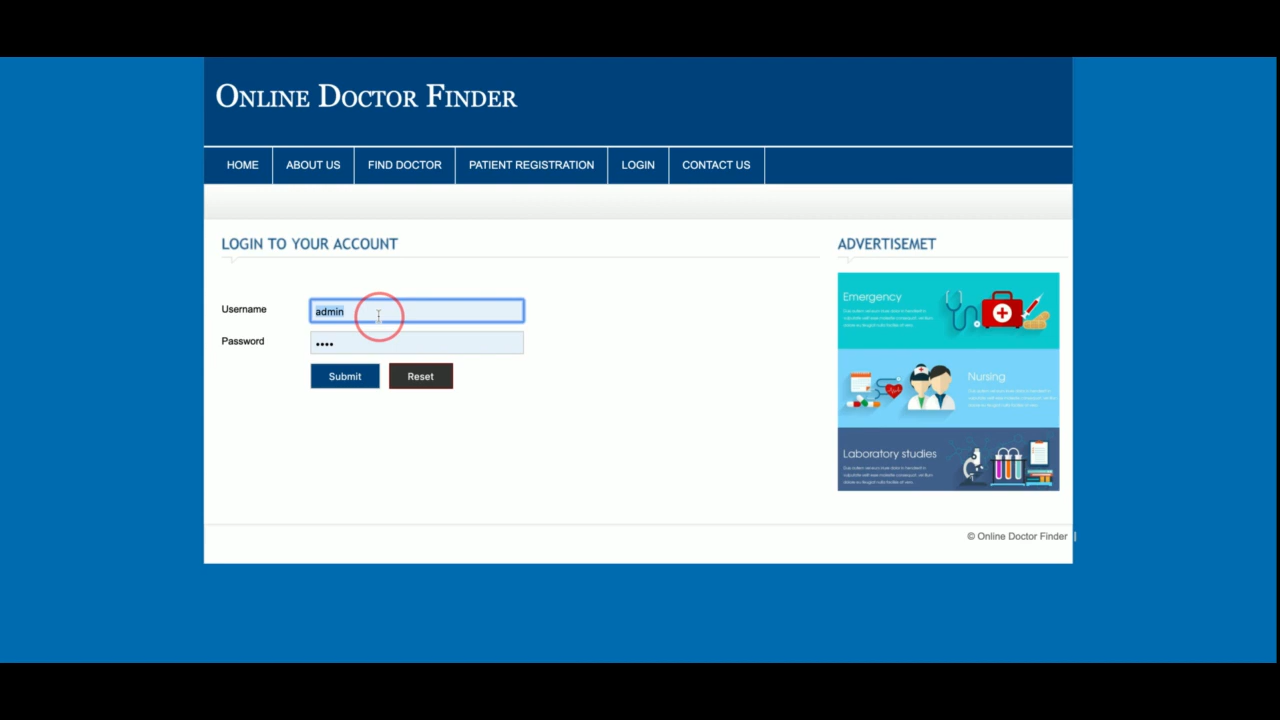 ONLINE DOCTOR FINDER
HOME ABOUT US FIND DOCTOR PATIENT REGISTRATION LOGIN CONTACT US
LOGIN TO YOUR ACCOUNT
Username admin
Password ••••
Submit Reset
ADVERTISEMET
Emergency
Nursing
Laboratory studies
© Online Doctor Finder |